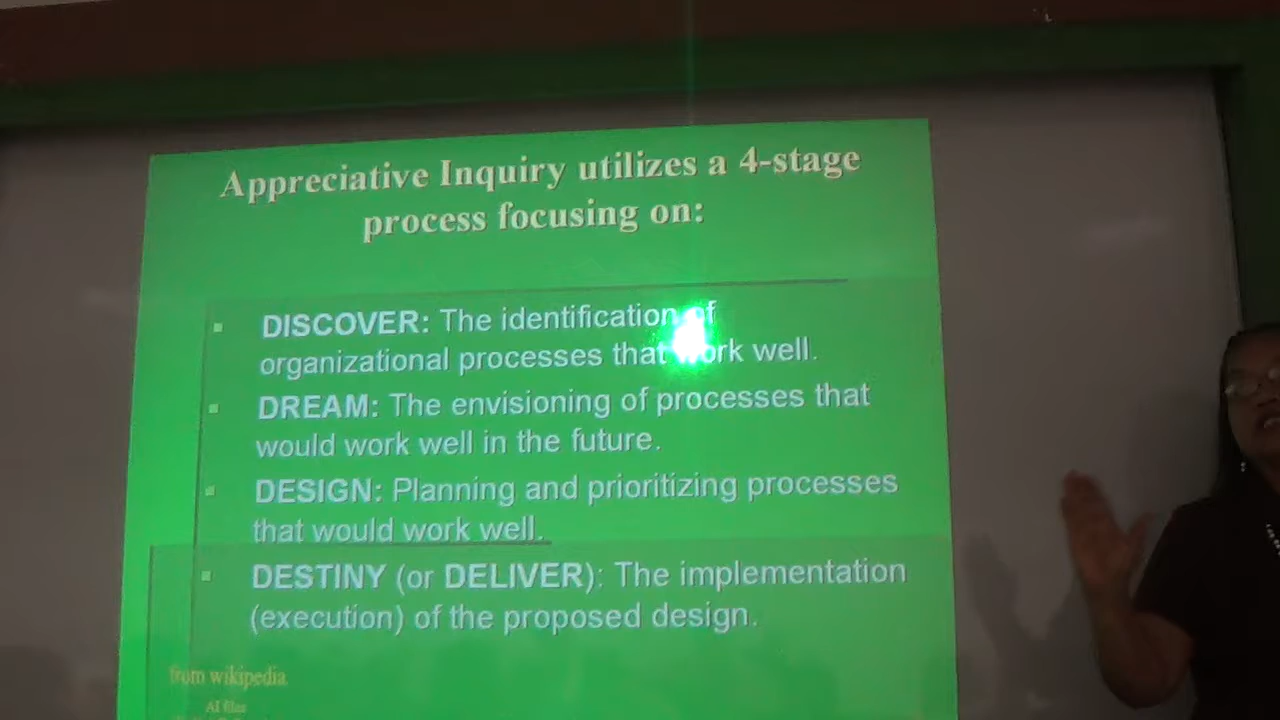 Appreciative Inquiry utilizes a 4-stage
process focusing on:
▪ DISCOVER: The identification of
organizational processes that work well.
▪ DREAM: The envisioning of processes that
would work well in the future.
▪ DESIGN: Planning and prioritizing processes
that would work well.
▪ DESTINY (or DELIVER): The implementation
(execution) of the proposed design.
from wikipedia
AI files